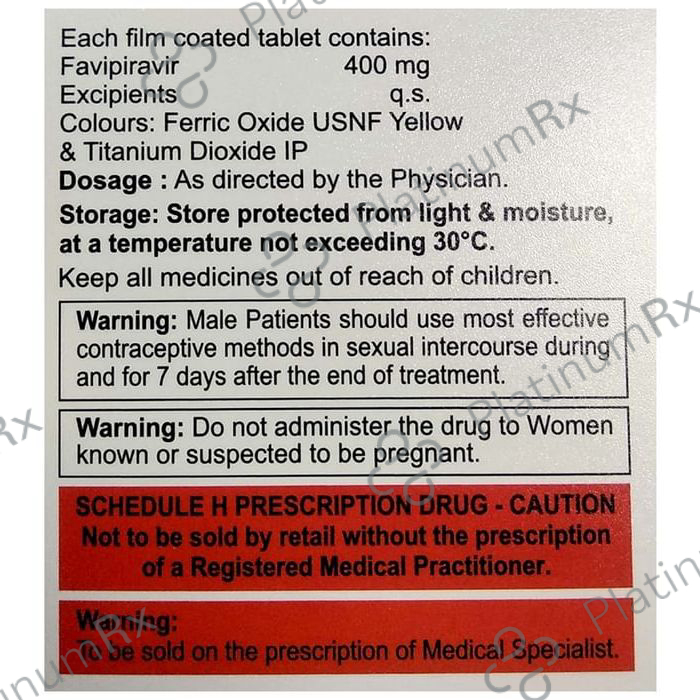 Each film coated tablet contains:
Favipiravir 400 mg
Excipients q.s.
Colours: Ferric Oxide USNF Yellow
& Titanium Dioxide IP
Dosage : As directed by the Physician.
Storage: Store protected from light & moisture,
at a temperature not exceeding 30°C.
Keep all medicines out of reach of children.
Warning: Male Patients should use most effective
contraceptive methods in sexual intercourse during
and for 7 days after the end of treatment.
Warning: Do not administer the drug to Women
known or suspected to be pregnant.
SCHEDULE H PRESCRIPTION DRUG - CAUTION
Not to be sold by retail without the prescription
of a Registered Medical Practitioner.
Warning:
To be sold on the prescription of Medical Specialist.
PlatinumRx
PlatinumRx